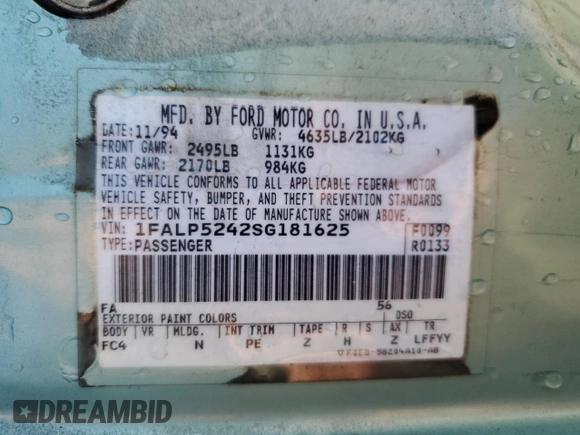 MFD. BY FORD MOTOR CO. IN U.S.A.
DATE: 11/94 GVWR: 4635LB/2102KG
FRONT GAWR: 2495LB 1131KG
REAR GAWR: 2170LB 984KG
THIS VEHICLE CONFORMS TO ALL APPLICABLE FEDERAL MOTOR
VEHICLE SAFETY, BUMPER, AND THEFT PREVENTION STANDARDS
IN EFFECT ON THE DATE OF MANUFACTURE SHOWN ABOVE.
VIN: 1FALP5242SG181625 F0099
TYPE: PASSENGER R0133
FA 56
EXTERIOR PAINT COLORS DSO
BODY VR MLDG. INT TRIM TAPE R S AX TR
FC4 N PE Z H Z LFFYY
DREAMBID